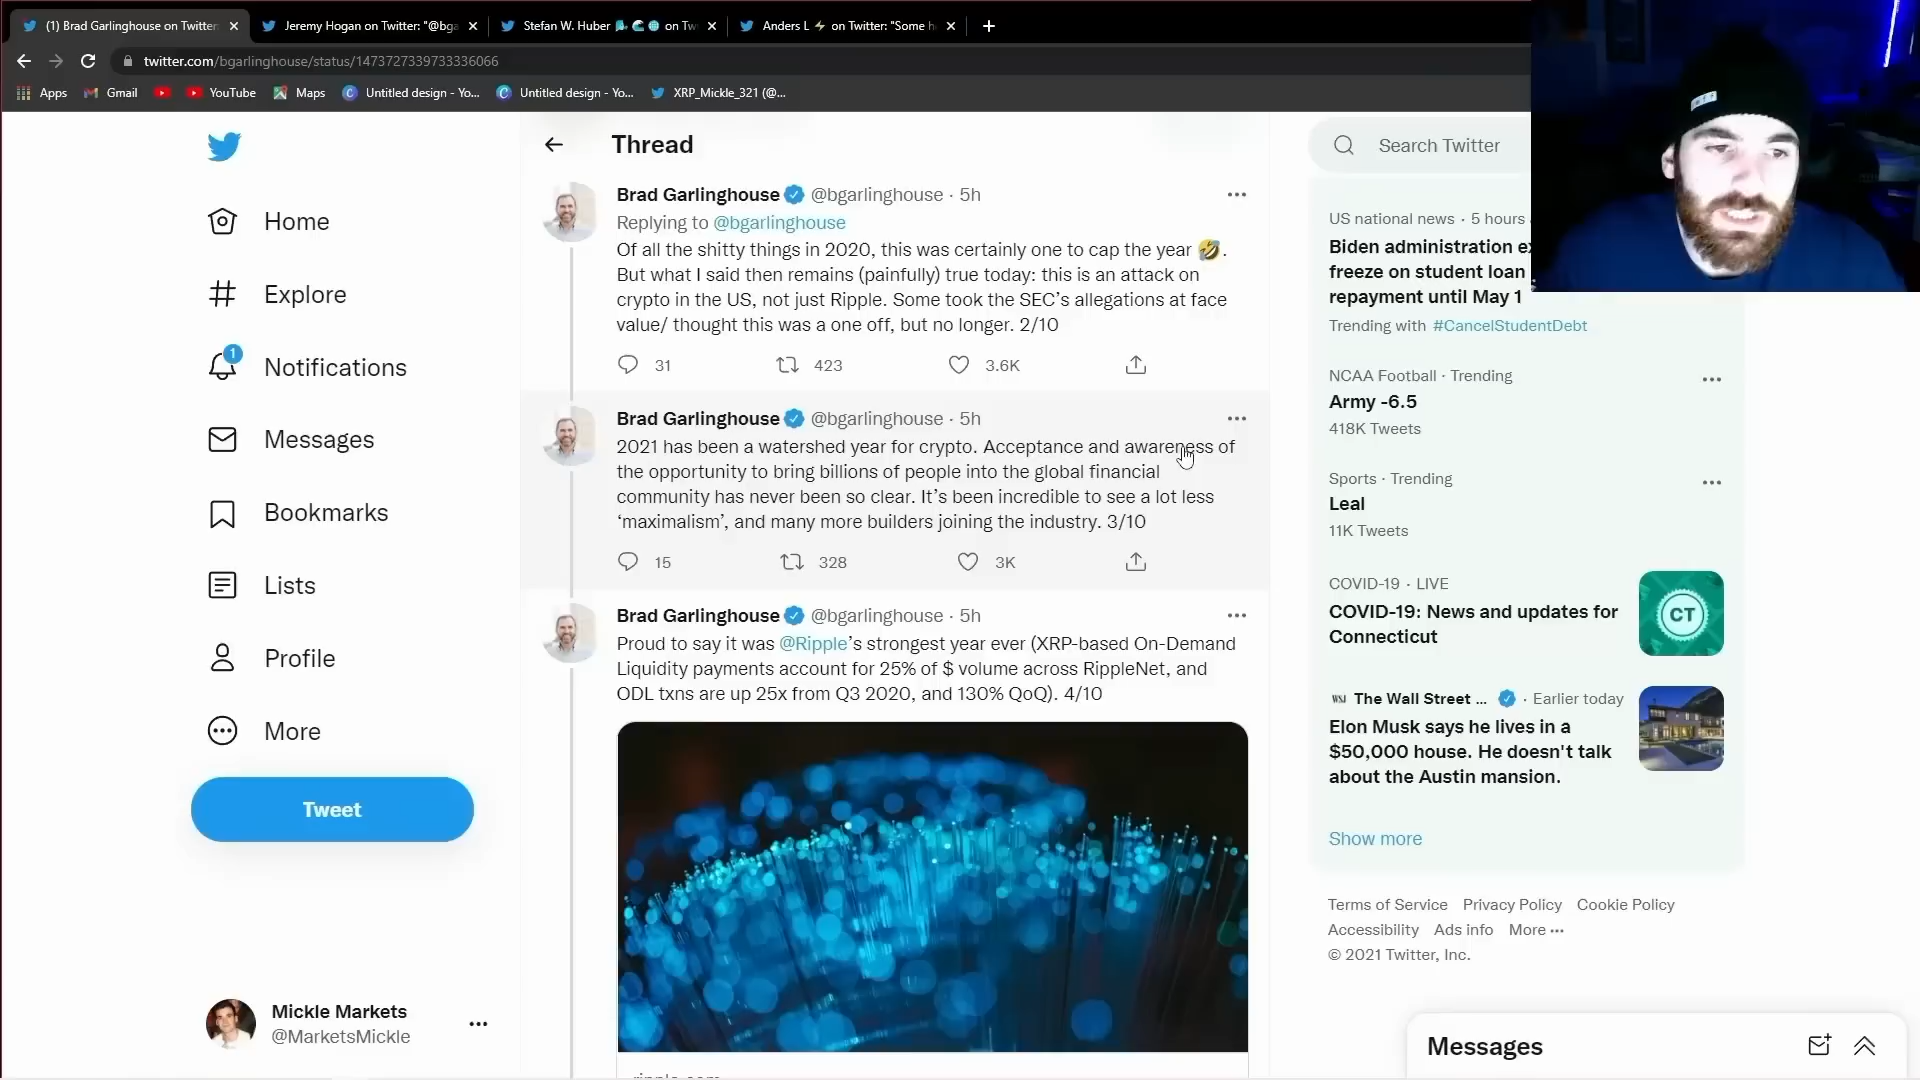 (1) Brad Garlinghouse on Twitter
Jeremy Hogan on Twitter: "@bga
Stefan W. Huber 🌬️🌊🌐 on Tw
Anders L ⚡ on Twitter: "Some h
twitter.com/bgarlinghouse/status/1473727339733336066
Apps
Gmail
YouTube
Maps
Untitled design - Yo...
Untitled design - Yo...
XRP_Mickle_321 (@...
Home
Explore
1
Notifications
Messages
Bookmarks
Lists
Profile
More
Tweet
Mickle Markets
@MarketsMickle
Thread
Brad Garlinghouse @bgarlinghouse · 5h
Replying to @bgarlinghouse
Of all the shitty things in 2020, this was certainly one to cap the year 🤣.
But what I said then remains (painfully) true today: this is an attack on
crypto in the US, not just Ripple. Some took the SEC’s allegations at face
value/ thought this was a one off, but no longer. 2/10
31 423 3.6K
Brad Garlinghouse @bgarlinghouse · 5h
2021 has been a watershed year for crypto. Acceptance and awareness of
the opportunity to bring billions of people into the global financial
community has never been so clear. It’s been incredible to see a lot less
‘maximalism’, and many more builders joining the industry. 3/10
15 328 3K
Brad Garlinghouse @bgarlinghouse · 5h
Proud to say it was @Ripple’s strongest year ever (XRP-based On-Demand
Liquidity payments account for 25% of $ volume across RippleNet, and
ODL txns are up 25x from Q3 2020, and 130% QoQ). 4/10
Search Twitter
US national news · 5 hours
Biden administration e
freeze on student loan
repayment until May 1
Trending with #CancelStudentDebt
NCAA Football · Trending
Army -6.5
418K Tweets
Sports · Trending
Leal
11K Tweets
COVID-19 · LIVE
COVID-19: News and updates for
Connecticut
CT
WSJ The Wall Street ... · Earlier today
Elon Musk says he lives in a
$50,000 house. He doesn't talk
about the Austin mansion.
Show more
Terms of Service Privacy Policy Cookie Policy
Accessibility Ads info More ···
© 2021 Twitter, Inc.
Messages